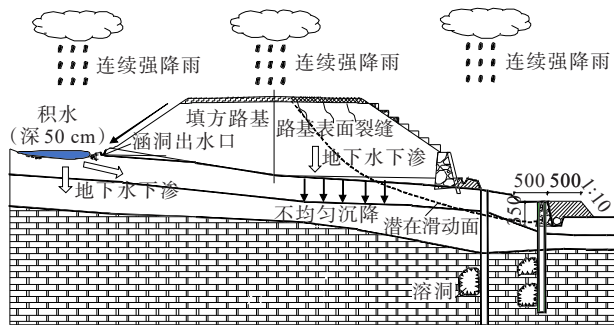 连续强降雨
连续强降雨
连续强降雨
积水
(深50 cm)
涵洞出水口
填方路基
路基表面裂缝
地下水下渗
地下水下渗
不均匀沉降
潜在滑动面
500
500
1:10
550
溶洞